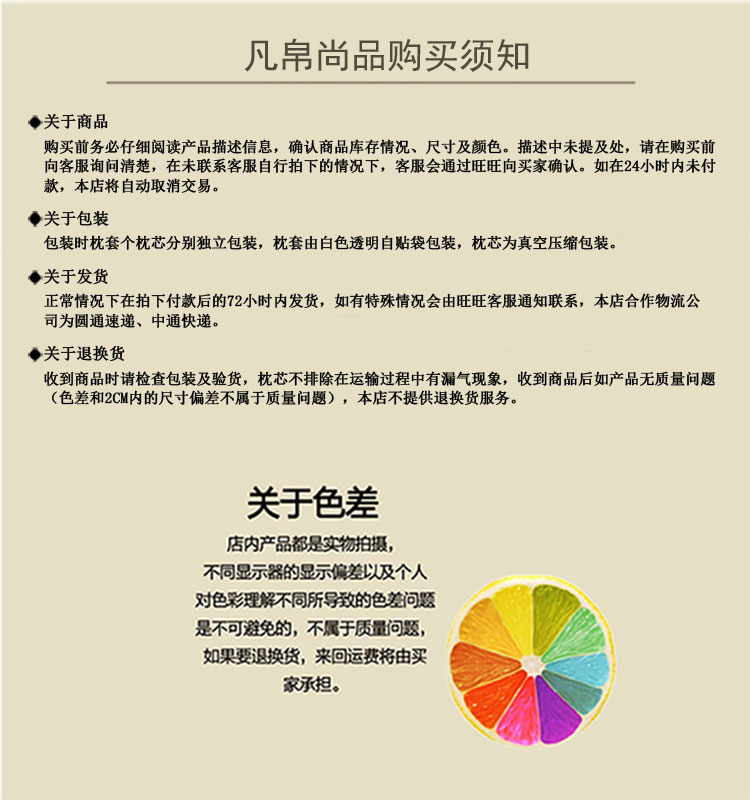 凡帛尚品购买须知
◆关于商品
购买前务必仔细阅读产品描述信息，确认商品库存情况、尺寸及颜色。描述中未提及处，请在购买前
向客服询问清楚，在未联系客服自行拍下的情况下，客服会通过旺旺向买家确认。如在24小时内未付
款，本店将自动取消交易。
◆关于包装
包装时枕套个枕芯分别独立包装，枕套由白色透明自贴袋包装，枕芯为真空压缩包装。
◆关于发货
正常情况下在拍下付款后的72小时内发货，如有特殊情况会由旺旺客服通知联系，本店合作物流公
司为圆通速递、中通快递。
◆关于退换货
收到商品时请检查包装及验货，枕芯不排除在运输过程中有漏气现象，收到商品后如产品无质量问题
（色差和2CM内的尺寸偏差不属于质量问题），本店不提供退换货服务。
关于色差
店内产品都是实物拍摄，
不同显示器的显示偏差以及个人
对色彩理解不同所导致的色差问题
是不可避免的，不属于质量问题，
如果要退换货，来回运费将由买
家承担。